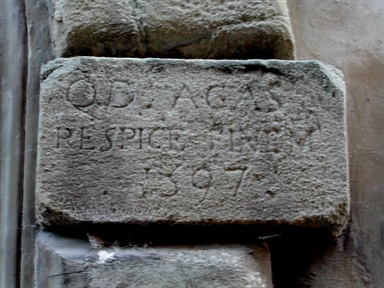 QD. AGAS
RESPICE FINEM
1597